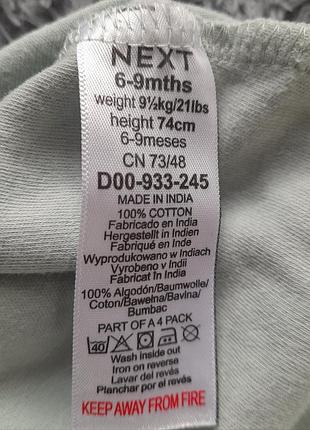 NEXT
6-9mths
weight 9½kg/21lbs
height 74cm
6-9meses
CN 73/48
D00-933-245
MADE IN INDIA
100% COTTON
Fabricado en India
Hergestellt in Indien
Fabriqué en Inde
Wyprodukowano w Indiach
Vyrobeno v Indii
Fabricat în India
100% Algodón/Baumwolle/
Coton/Bawełna/Bavlna/
Bumbac
PART OF A 4 PACK
40
Wash inside out
Iron on reverse
Lavar del revés
Planchar por el revés
KEEP AWAY FROM FIRE